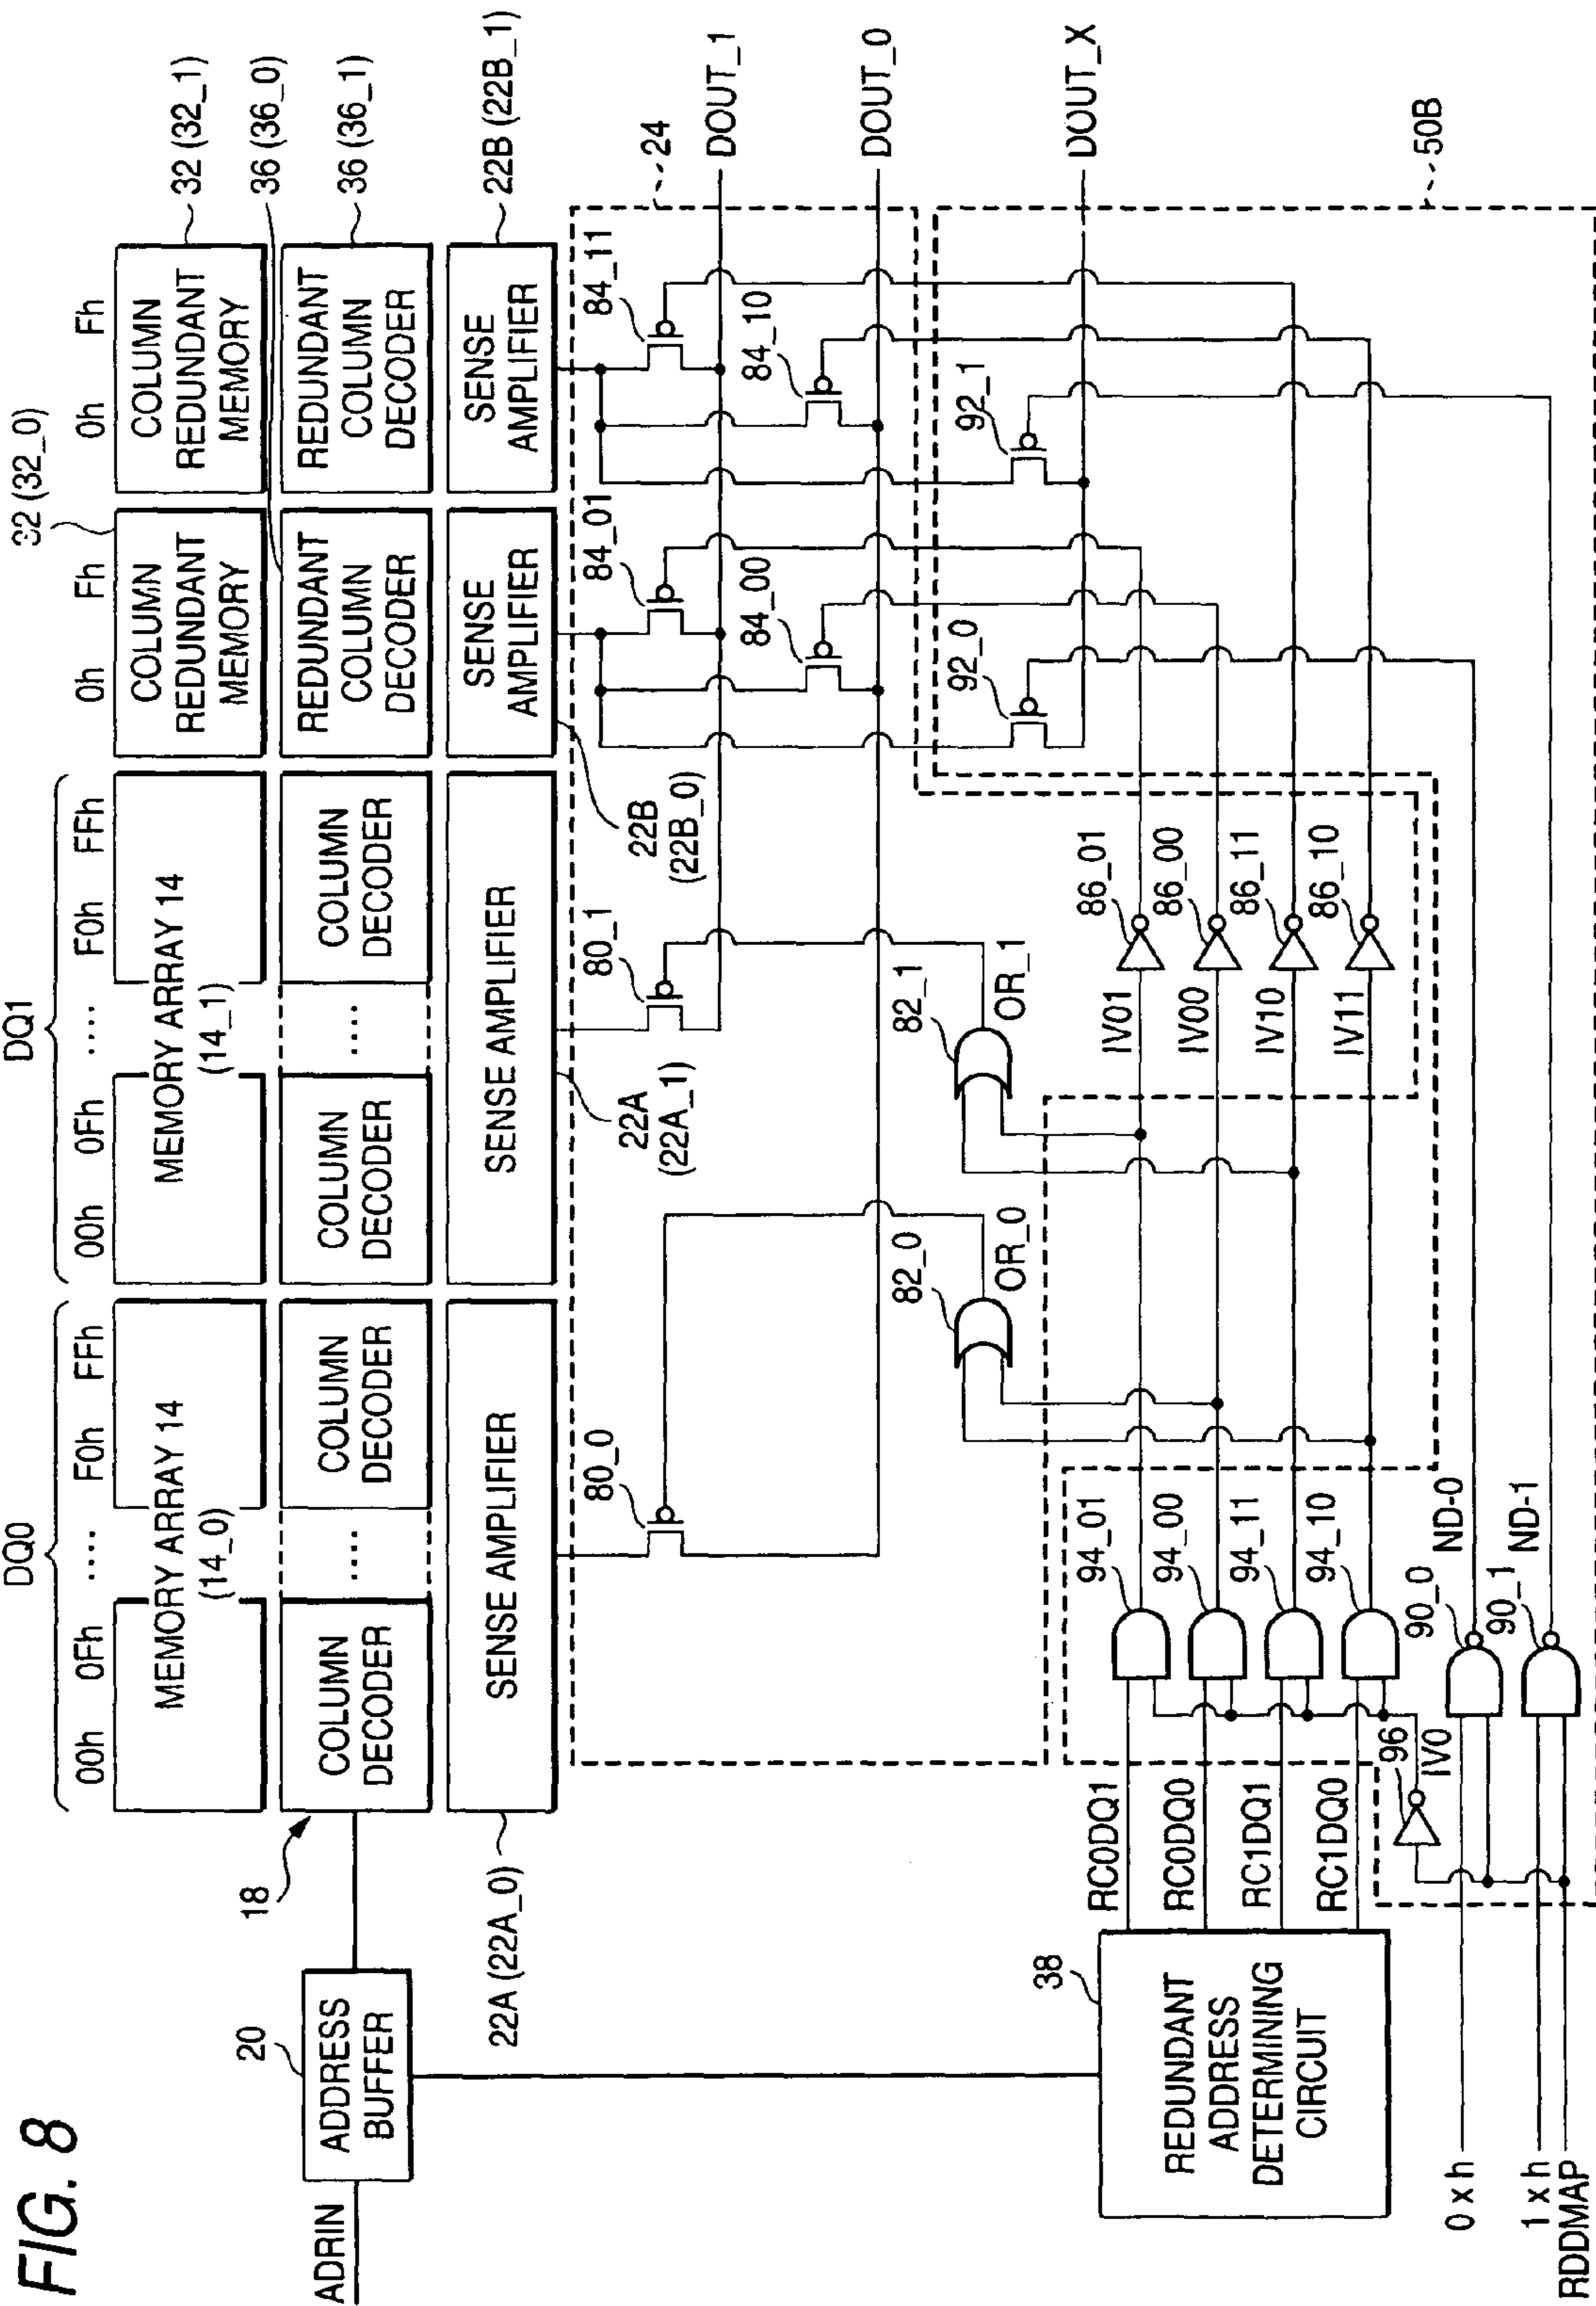 FIG. 8
DQ0
DQ1
32 (32_0)
00h
0Fh
....
F0h
FFh
00h
0Fh
....
F0h
FFh
0h
Fh
0h
Fh
MEMORY ARRAY 14
(14_0)
MEMORY ARRAY 14
(14_1)
COLUMN
REDUNDANT
MEMORY
COLUMN
REDUNDANT
MEMORY
32 (32_1)
36 (36_0)
ADRIN
20
ADDRESS
BUFFER
18
COLUMN
DECODER
....
COLUMN
DECODER
COLUMN
DECODER
....
COLUMN
DECODER
REDUNDANT
COLUMN
DECODER
REDUNDANT
COLUMN
DECODER
36 (36_1)
22A (22A_0)
SENSE AMPLIFIER
SENSE AMPLIFIER
SENSE
AMPLIFIER
SENSE
AMPLIFIER
22B (22B_1)
80_0
22A
(22A_1)
80_1
22B
(22B_0)
84_01
84_11
24
DOUT_1
84_00
84_10
DOUT_0
82_0
OR_0
82_1
OR_1
92_0
92_1
DOUT_X
38
REDUNDANT
ADDRESS
DETERMINING
CIRCUIT
RC0DQ1
RC0DQ0
RC1DQ1
RC1DQ0
94_01
94_00
94_11
94_10
IV01
IV00
IV10
IV11
86_01
86_00
86_11
86_10
96
IV0
90_0
ND-0
90_1
ND-1
0 x h
1 x h
RDDMAP
50B